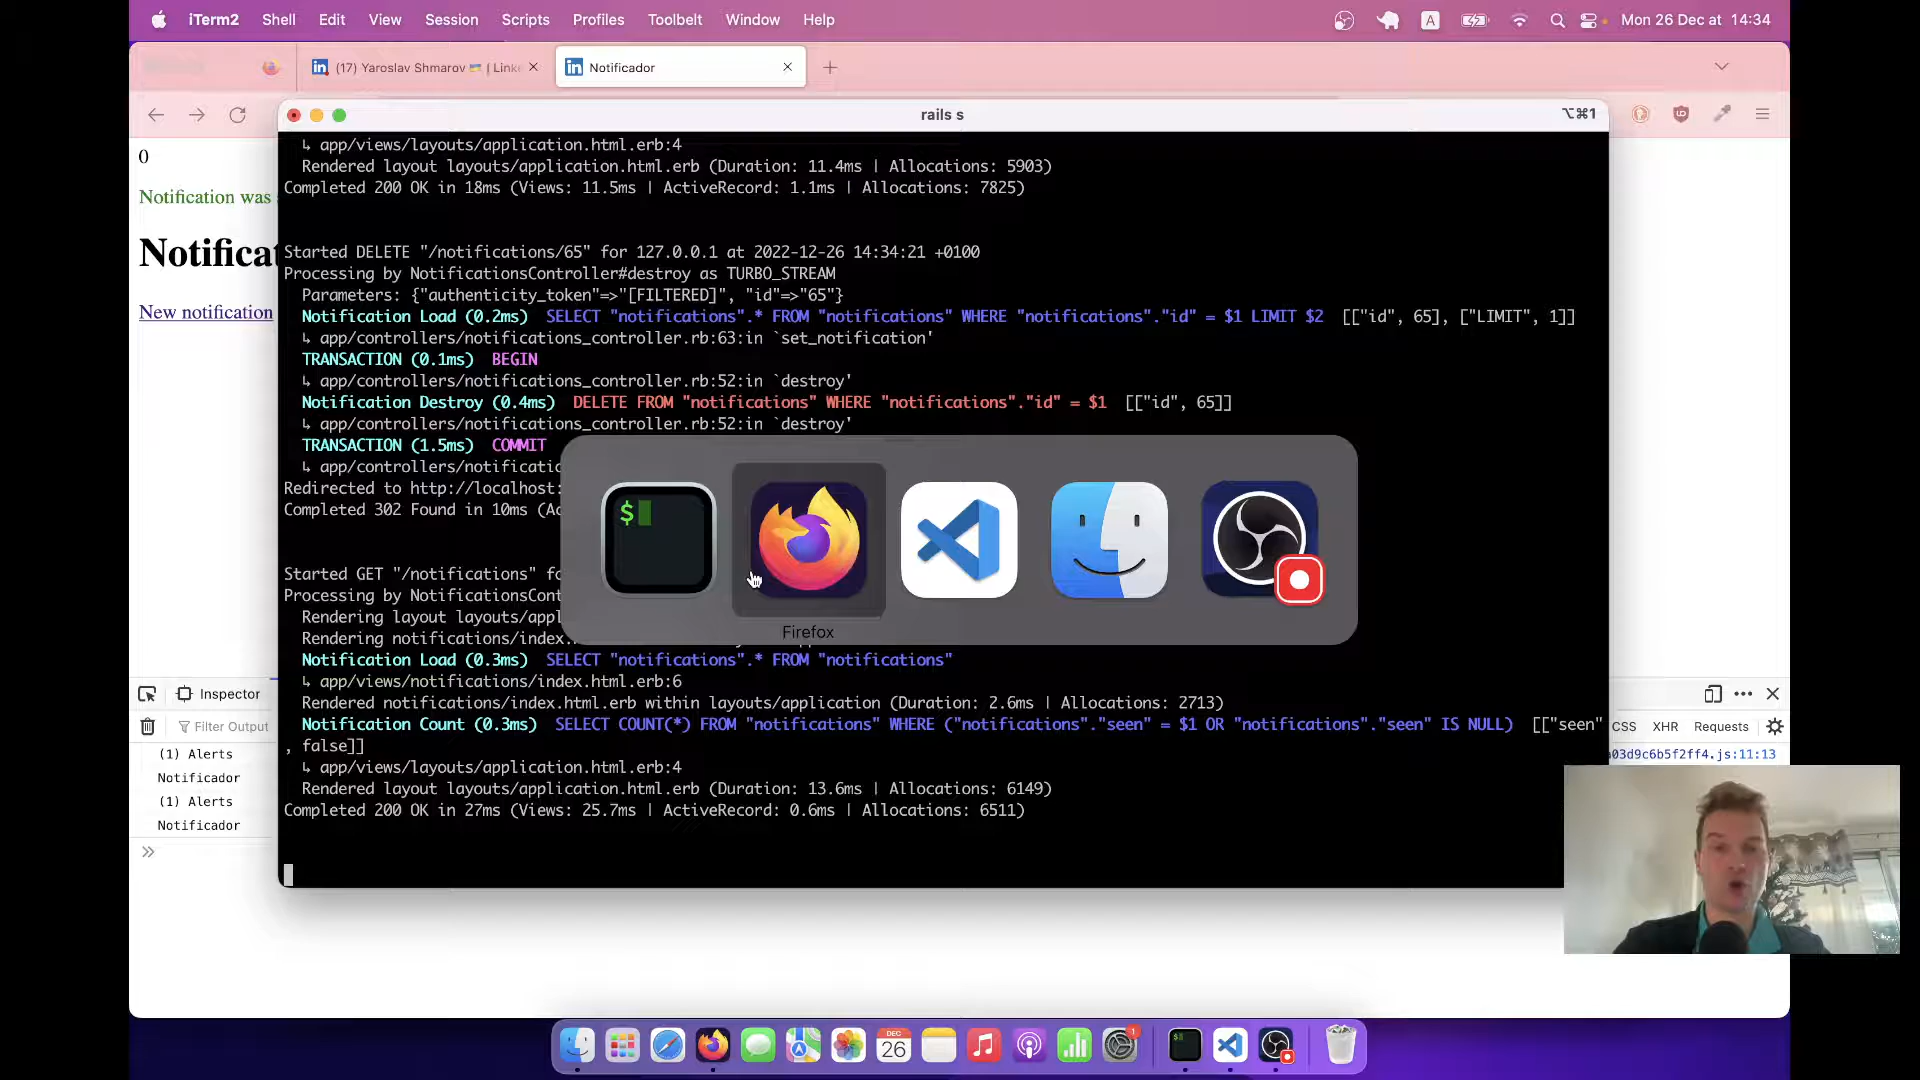 iTerm2 Shell Edit View Session Scripts Profiles Toolbelt Window Help A Mon 26 Dec at 14:34
(17) Yaroslav Shmarov | Linke
Notificador
rails s
⌥⌘1
0
Notification was
Notificat
New notification
↳ app/views/layouts/application.html.erb:4
Rendered layout layouts/application.html.erb (Duration: 11.4ms | Allocations: 5903)
Completed 200 OK in 18ms (Views: 11.5ms | ActiveRecord: 1.1ms | Allocations: 7825)
Started DELETE "/notifications/65" for 127.0.0.1 at 2022-12-26 14:34:21 +0100
Processing by NotificationsController#destroy as TURBO_STREAM
Parameters: {"authenticity_token"=>"[FILTERED]", "id"=>"65"}
Notification Load (0.2ms) SELECT "notifications".* FROM "notifications" WHERE "notifications"."id" = $1 LIMIT $2 [["id", 65], ["LIMIT", 1]]
↳ app/controllers/notifications_controller.rb:63:in `set_notification'
TRANSACTION (0.1ms) BEGIN
↳ app/controllers/notifications_controller.rb:52:in `destroy'
Notification Destroy (0.4ms) DELETE FROM "notifications" WHERE "notifications"."id" = $1 [["id", 65]]
↳ app/controllers/notifications_controller.rb:52:in `destroy'
TRANSACTION (1.5ms) COMMIT
↳ app/controllers/notificatio
Redirected to http://localhost:
Completed 302 Found in 10ms (Ac
Started GET "/notifications" fo
Processing by NotificationsCont
Rendering layout layouts/appl
Rendering notifications/index.
Notification Load (0.3ms) SELECT "notifications".* FROM "notifications"
↳ app/views/notifications/index.html.erb:6
Rendered notifications/index.html.erb within layouts/application (Duration: 2.6ms | Allocations: 2713)
Notification Count (0.3ms) SELECT COUNT(*) FROM "notifications" WHERE ("notifications"."seen" = $1 OR "notifications"."seen" IS NULL) [["seen"
, false]]
↳ app/views/layouts/application.html.erb:4
Rendered layout layouts/application.html.erb (Duration: 13.6ms | Allocations: 6149)
Completed 200 OK in 27ms (Views: 25.7ms | ActiveRecord: 0.6ms | Allocations: 6511)
$
Firefox
Inspector
Filter Output
CSS XHR Requests
(1) Alerts
03d9c6b5f2ff4.js:11:13
Notificador
(1) Alerts
Notificador
DEC
26
1